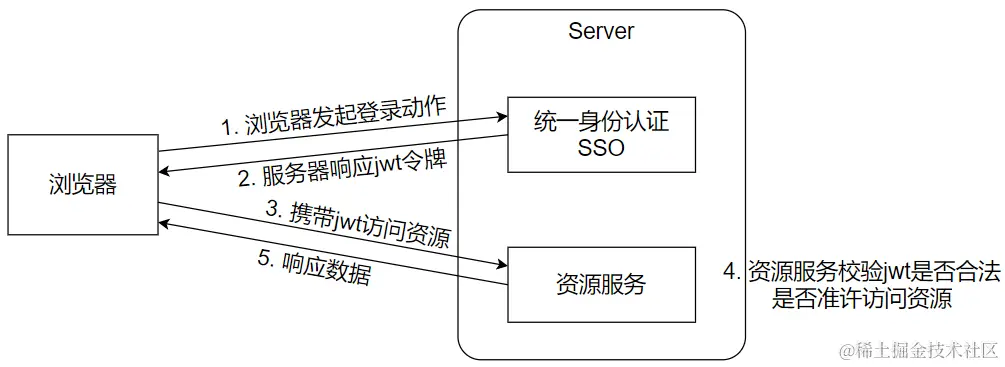 Server
1. 浏览器发起登录动作
统一身份认证
SSO
浏览器
2. 服务器响应jwt令牌
3. 携带jwt访问资源
5. 响应数据
资源服务
4. 资源服务校验jwt是否合法
是否准许访问资源
@稀土掘金技术社区